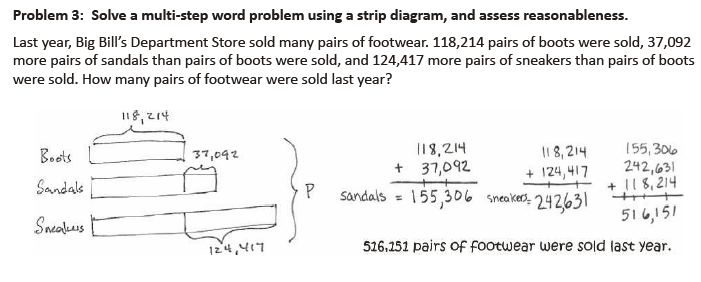 Problem 3: Solve a multi-step word problem using a strip diagram, and assess reasonableness.
Last year, Big Bill's Department Store sold many pairs of footwear. 118,214 pairs of boots were sold, 37,092
more pairs of sandals than pairs of boots were sold, and 124,417 more pairs of sneakers than pairs of boots
were sold. How many pairs of footwear were sold last year?
118,214
Boots
37,092
Sandals
P
Sneakers
124,417
118,214
+ 37,092
sandals = 155,306
118,214
+ 124,417
sneakers= 242,631
155,306
242,631
+ 118,214
516,151
516,151 pairs of footwear were sold last year.